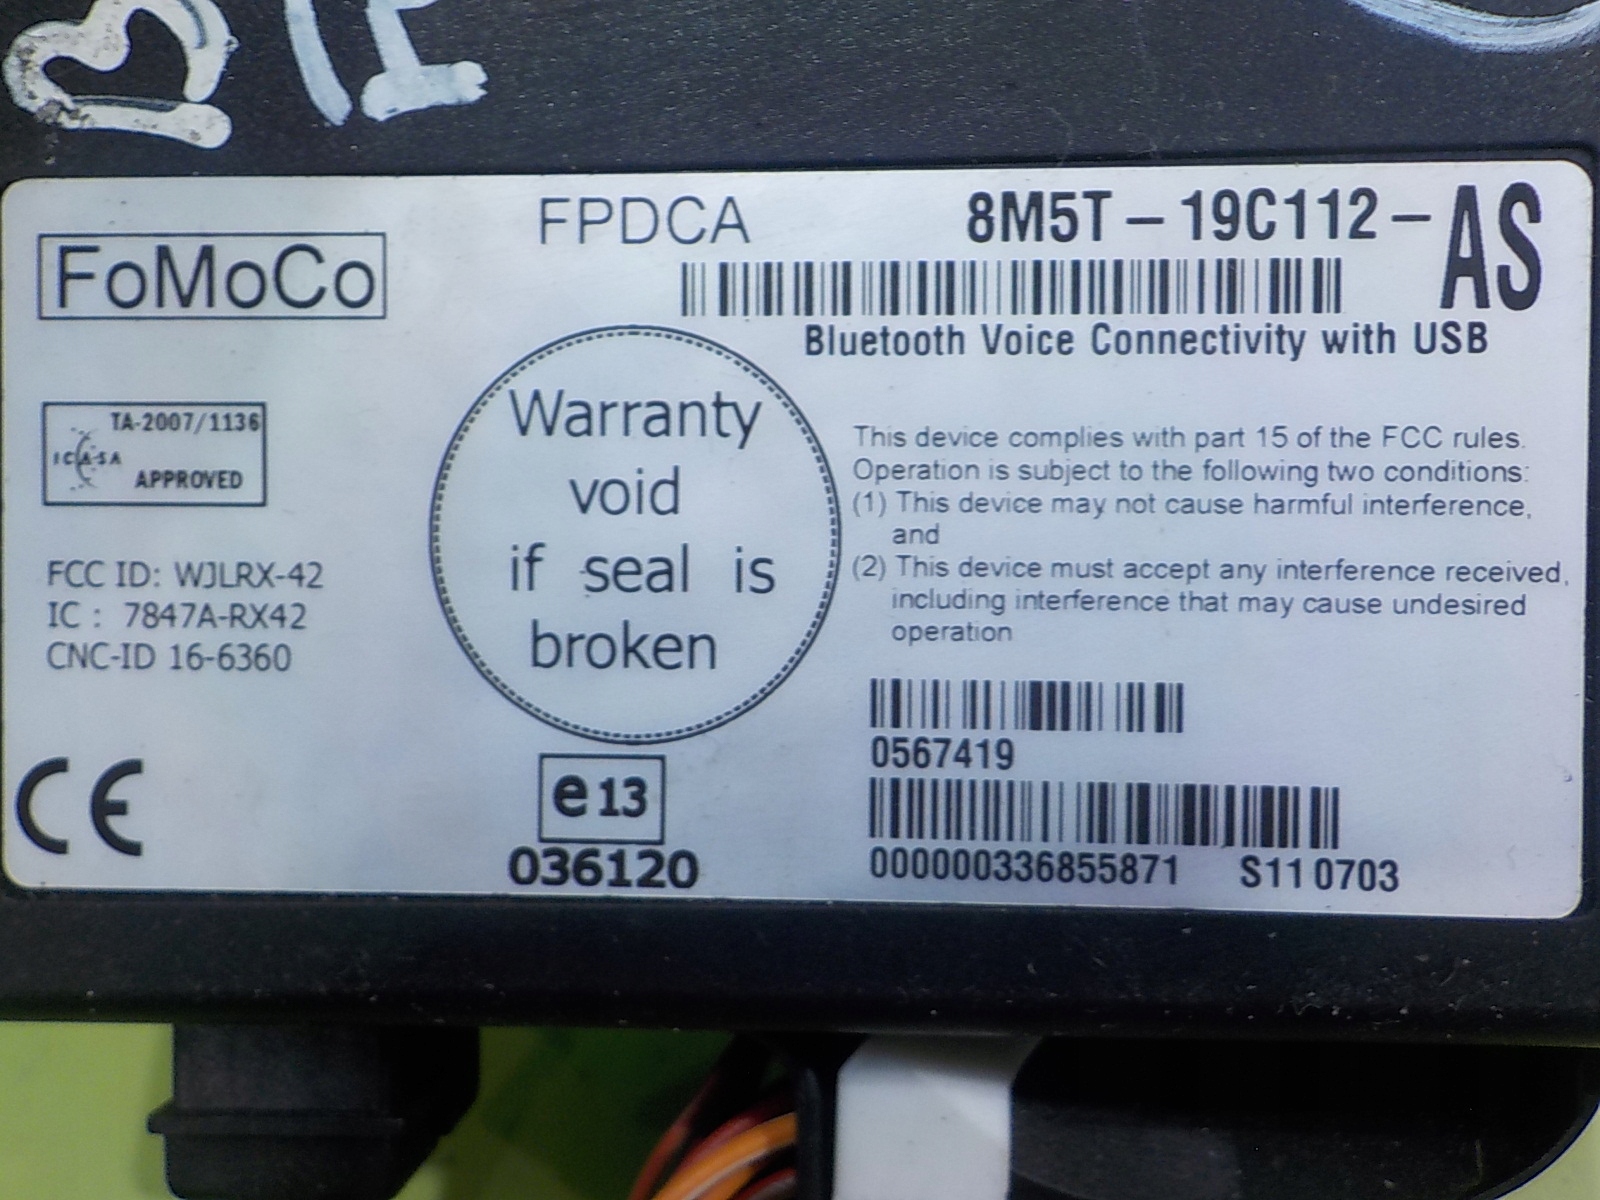 FoMoCo
FPDCA
8M5T-19C112-AS
Bluetooth Voice Connectivity with USB
TA-2007/1136
ICASA
APPROVED
FCC ID: WJLRX-42
IC : 7847A-RX42
CNC-ID 16-6360
CE
Warranty
void
if seal is
broken
e13
036120
This device complies with part 15 of the FCC rules.
Operation is subject to the following two conditions:
(1) This device may not cause harmful interference,
and
(2) This device must accept any interference received,
including interference that may cause undesired
operation
0567419
000000336855871 S11 0703